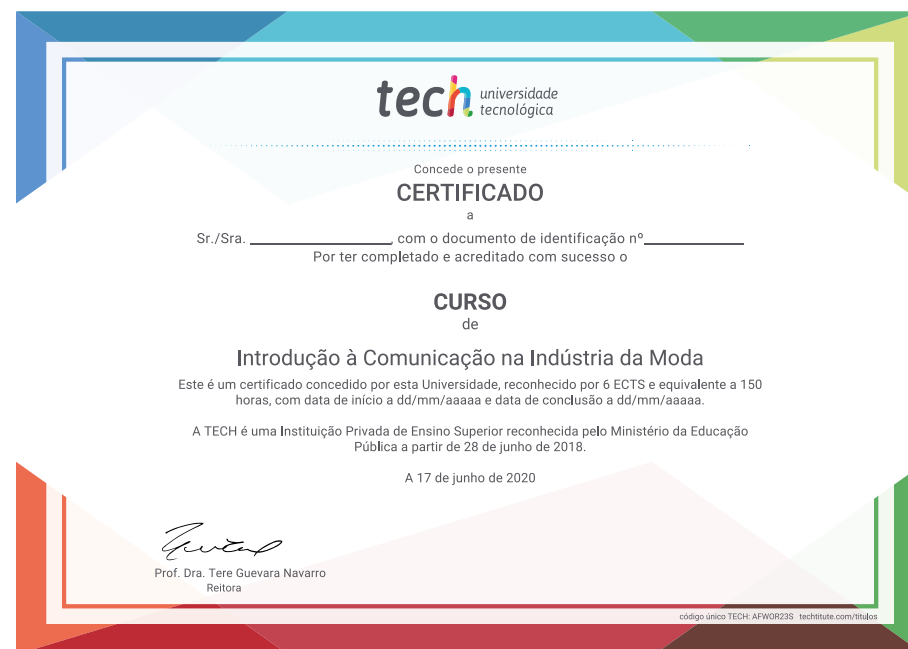 tech universidade
tecnológica
Concede o presente
CERTIFICADO
a
Sr./Sra. ____________________, com o documento de identificação nº______________
Por ter completado e acreditado com sucesso o
CURSO
de
Introdução à Comunicação na Indústria da Moda
Este é um certificado concedido por esta Universidade, reconhecido por 6 ECTS e equivalente a 150
horas, com data de início a dd/mm/aaaaa e data de conclusão a dd/mm/aaaaa.
A TECH é uma Instituição Privada de Ensino Superior reconhecida pelo Ministério da Educação
Pública a partir de 28 de junho de 2018.
A 17 de junho de 2020
Prof. Dra. Tere Guevara Navarro
Reitora
código único TECH: AFWOR23S techtitute.com/titulos